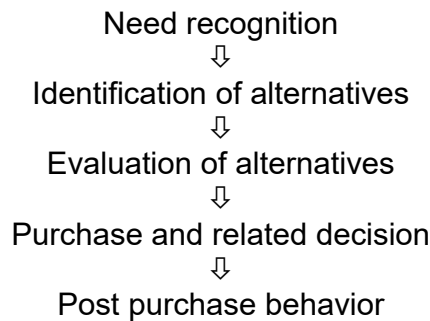 Need recognition
⇩
Identification of alternatives
⇩
Evaluation of alternatives
⇩
Purchase and related decision
⇩
Post purchase behavior